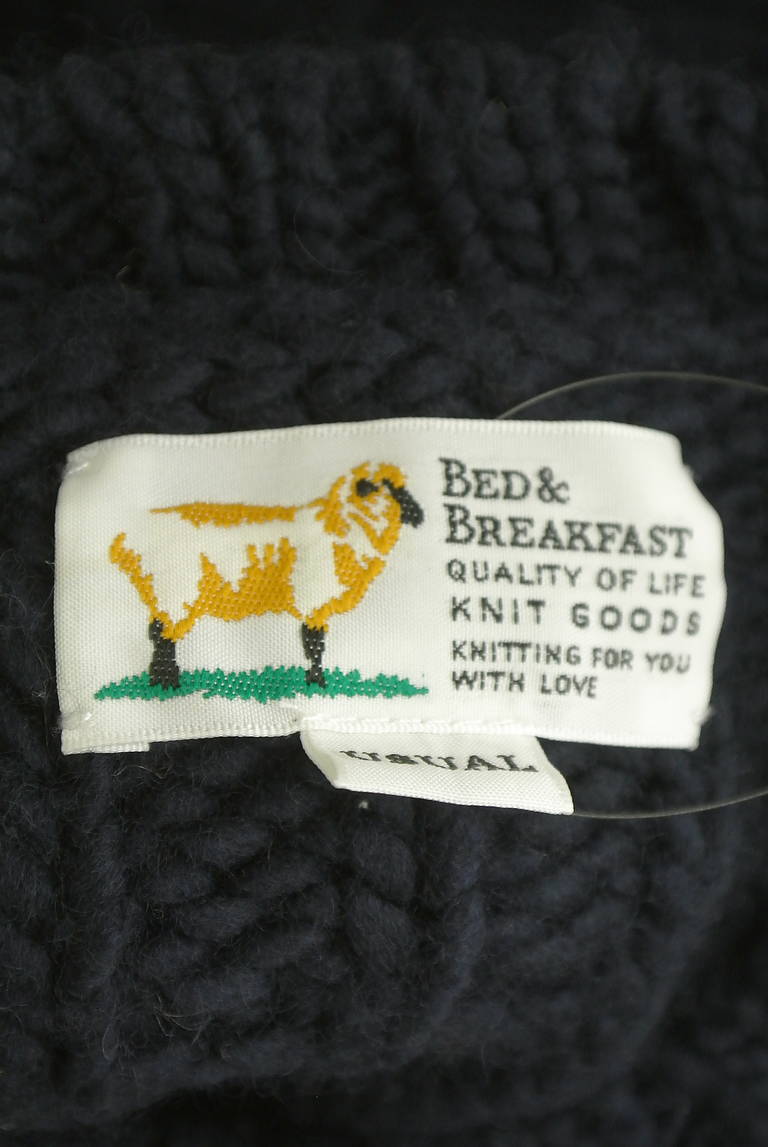 BED &
BREAKFAST
QUALITY OF LIFE
KNIT GOODS
KNITTING FOR YOU
WITH LOVE
USUAL